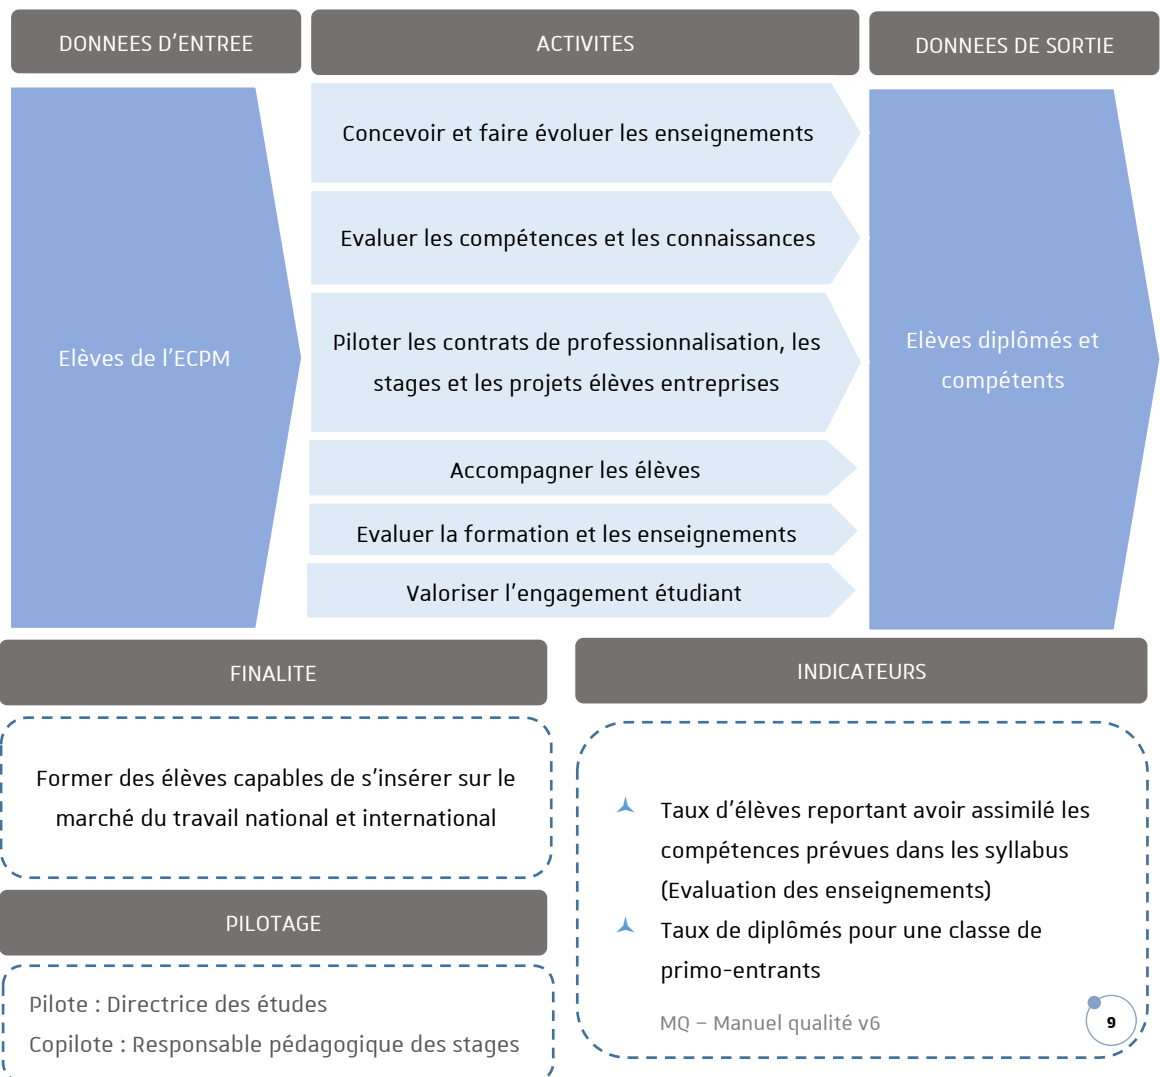 DONNEES D'ENTREE
ACTIVITES
DONNEES DE SORTIE
Elèves de l'ECPM
Concevoir et faire évoluer les enseignements
Evaluer les compétences et les connaissances
Piloter les contrats de professionnalisation, les
stages et les projets élèves entreprises
Accompagner les élèves
Evaluer la formation et les enseignements
Valoriser l'engagement étudiant
Elèves diplômés et
compétents
FINALITE
Former des élèves capables de s'insérer sur le
marché du travail national et international
PILOTAGE
Pilote : Directrice des études
Copilote : Responsable pédagogique des stages
INDICATEURS
Taux d'élèves reportant avoir assimilé les
compétences prévues dans les syllabus
(Evaluation des enseignements)
Taux de diplômés pour une classe de
primo-entrants
MQ – Manuel qualité v6
9